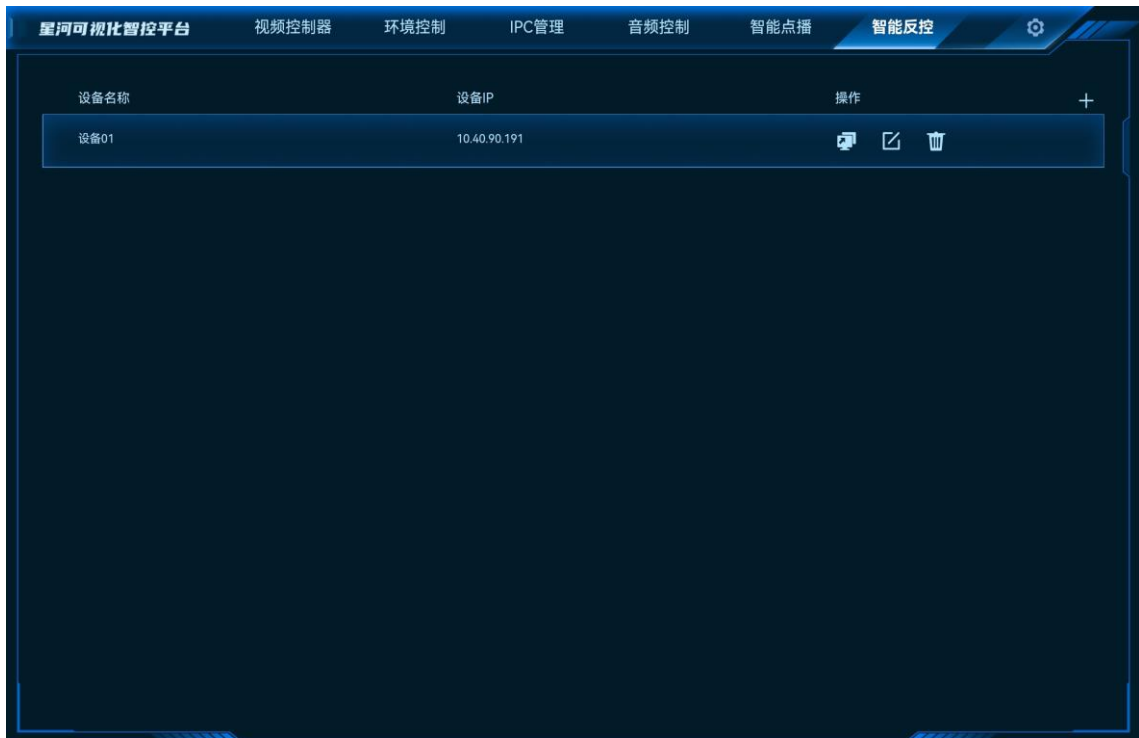 星河可视化智控平台 视频控制器 环境控制 IPC管理 音频控制 智能点播 智能反控
设备名称 设备IP 操作
设备01 10.40.90.191